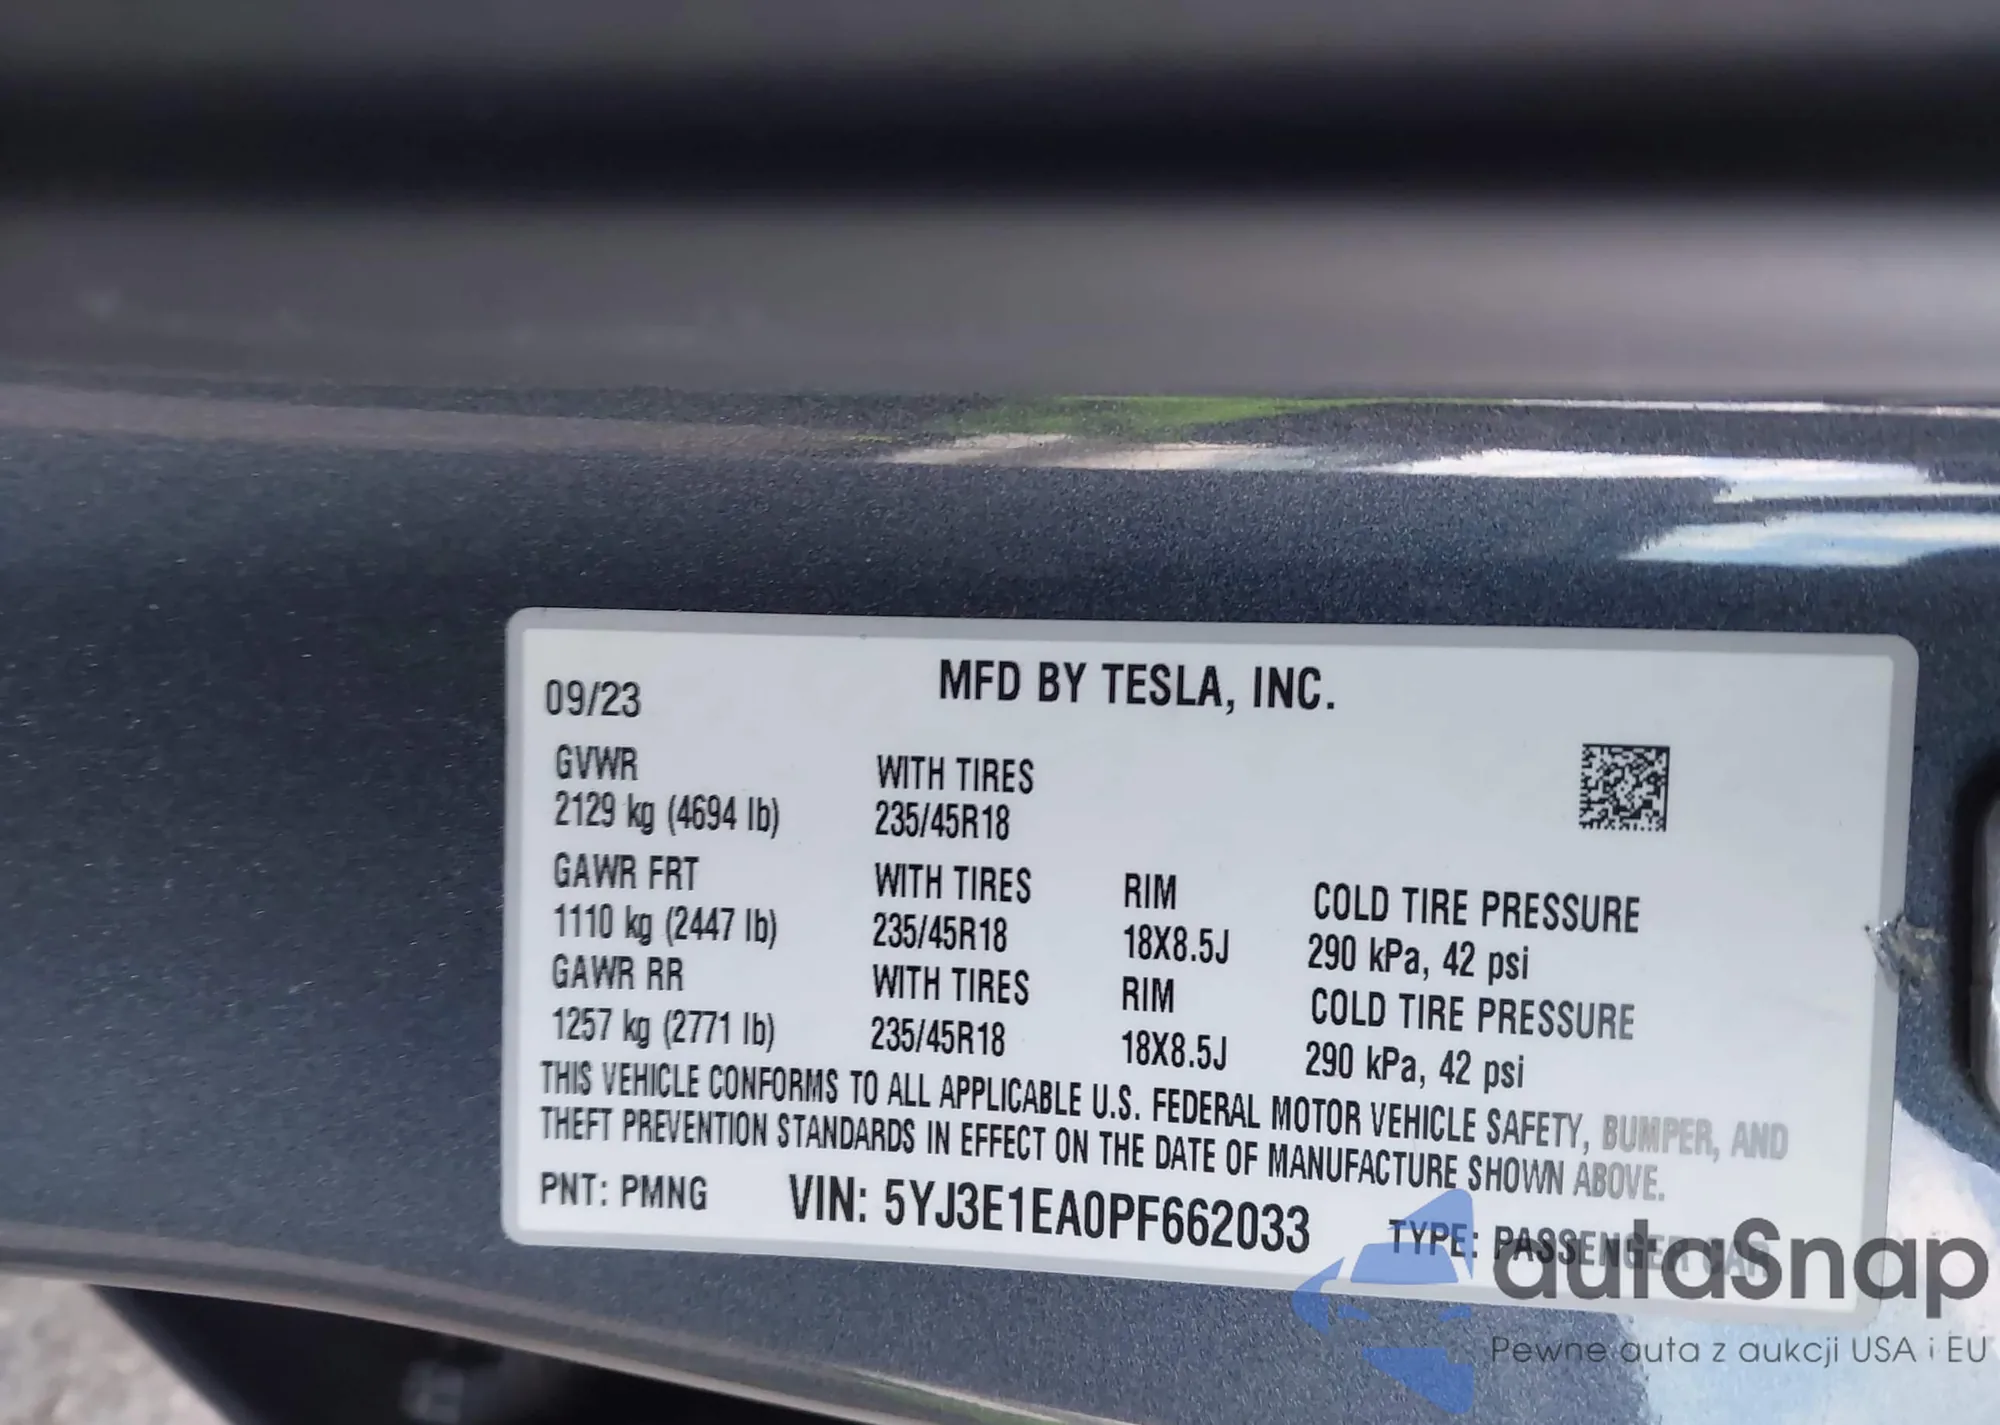 09/23
MFD BY TESLA, INC.
GVWR
2129 kg (4694 lb)
WITH TIRES
235/45R18
GAWR FRT
1110 kg (2447 lb)
WITH TIRES
235/45R18
RIM
18X8.5J
COLD TIRE PRESSURE
290 kPa, 42 psi
GAWR RR
1257 kg (2771 lb)
WITH TIRES
235/45R18
RIM
18X8.5J
COLD TIRE PRESSURE
290 kPa, 42 psi
THIS VEHICLE CONFORMS TO ALL APPLICABLE U.S. FEDERAL MOTOR VEHICLE SAFETY, BUMPER, AND
THEFT PREVENTION STANDARDS IN EFFECT ON THE DATE OF MANUFACTURE SHOWN ABOVE.
PNT: PMNG VIN: 5YJ3E1EA0PF662033 TYPE: PASSENGER CAR
autaSnap
Pewne auta z aukcji USA i EU